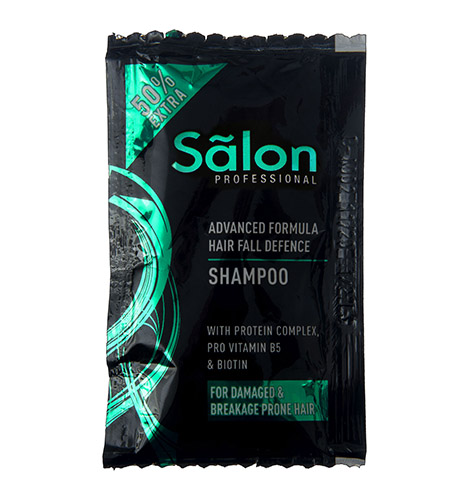 50%
EXTRA
Sãlon
PROFESSIONAL
ADVANCED FORMULA
HAIR FALL DEFENCE
SHAMPOO
WITH PROTEIN COMPLEX,
PRO VITAMIN B5
& BIOTIN
FOR DAMAGED &
BREAKAGE PRONE HAIR